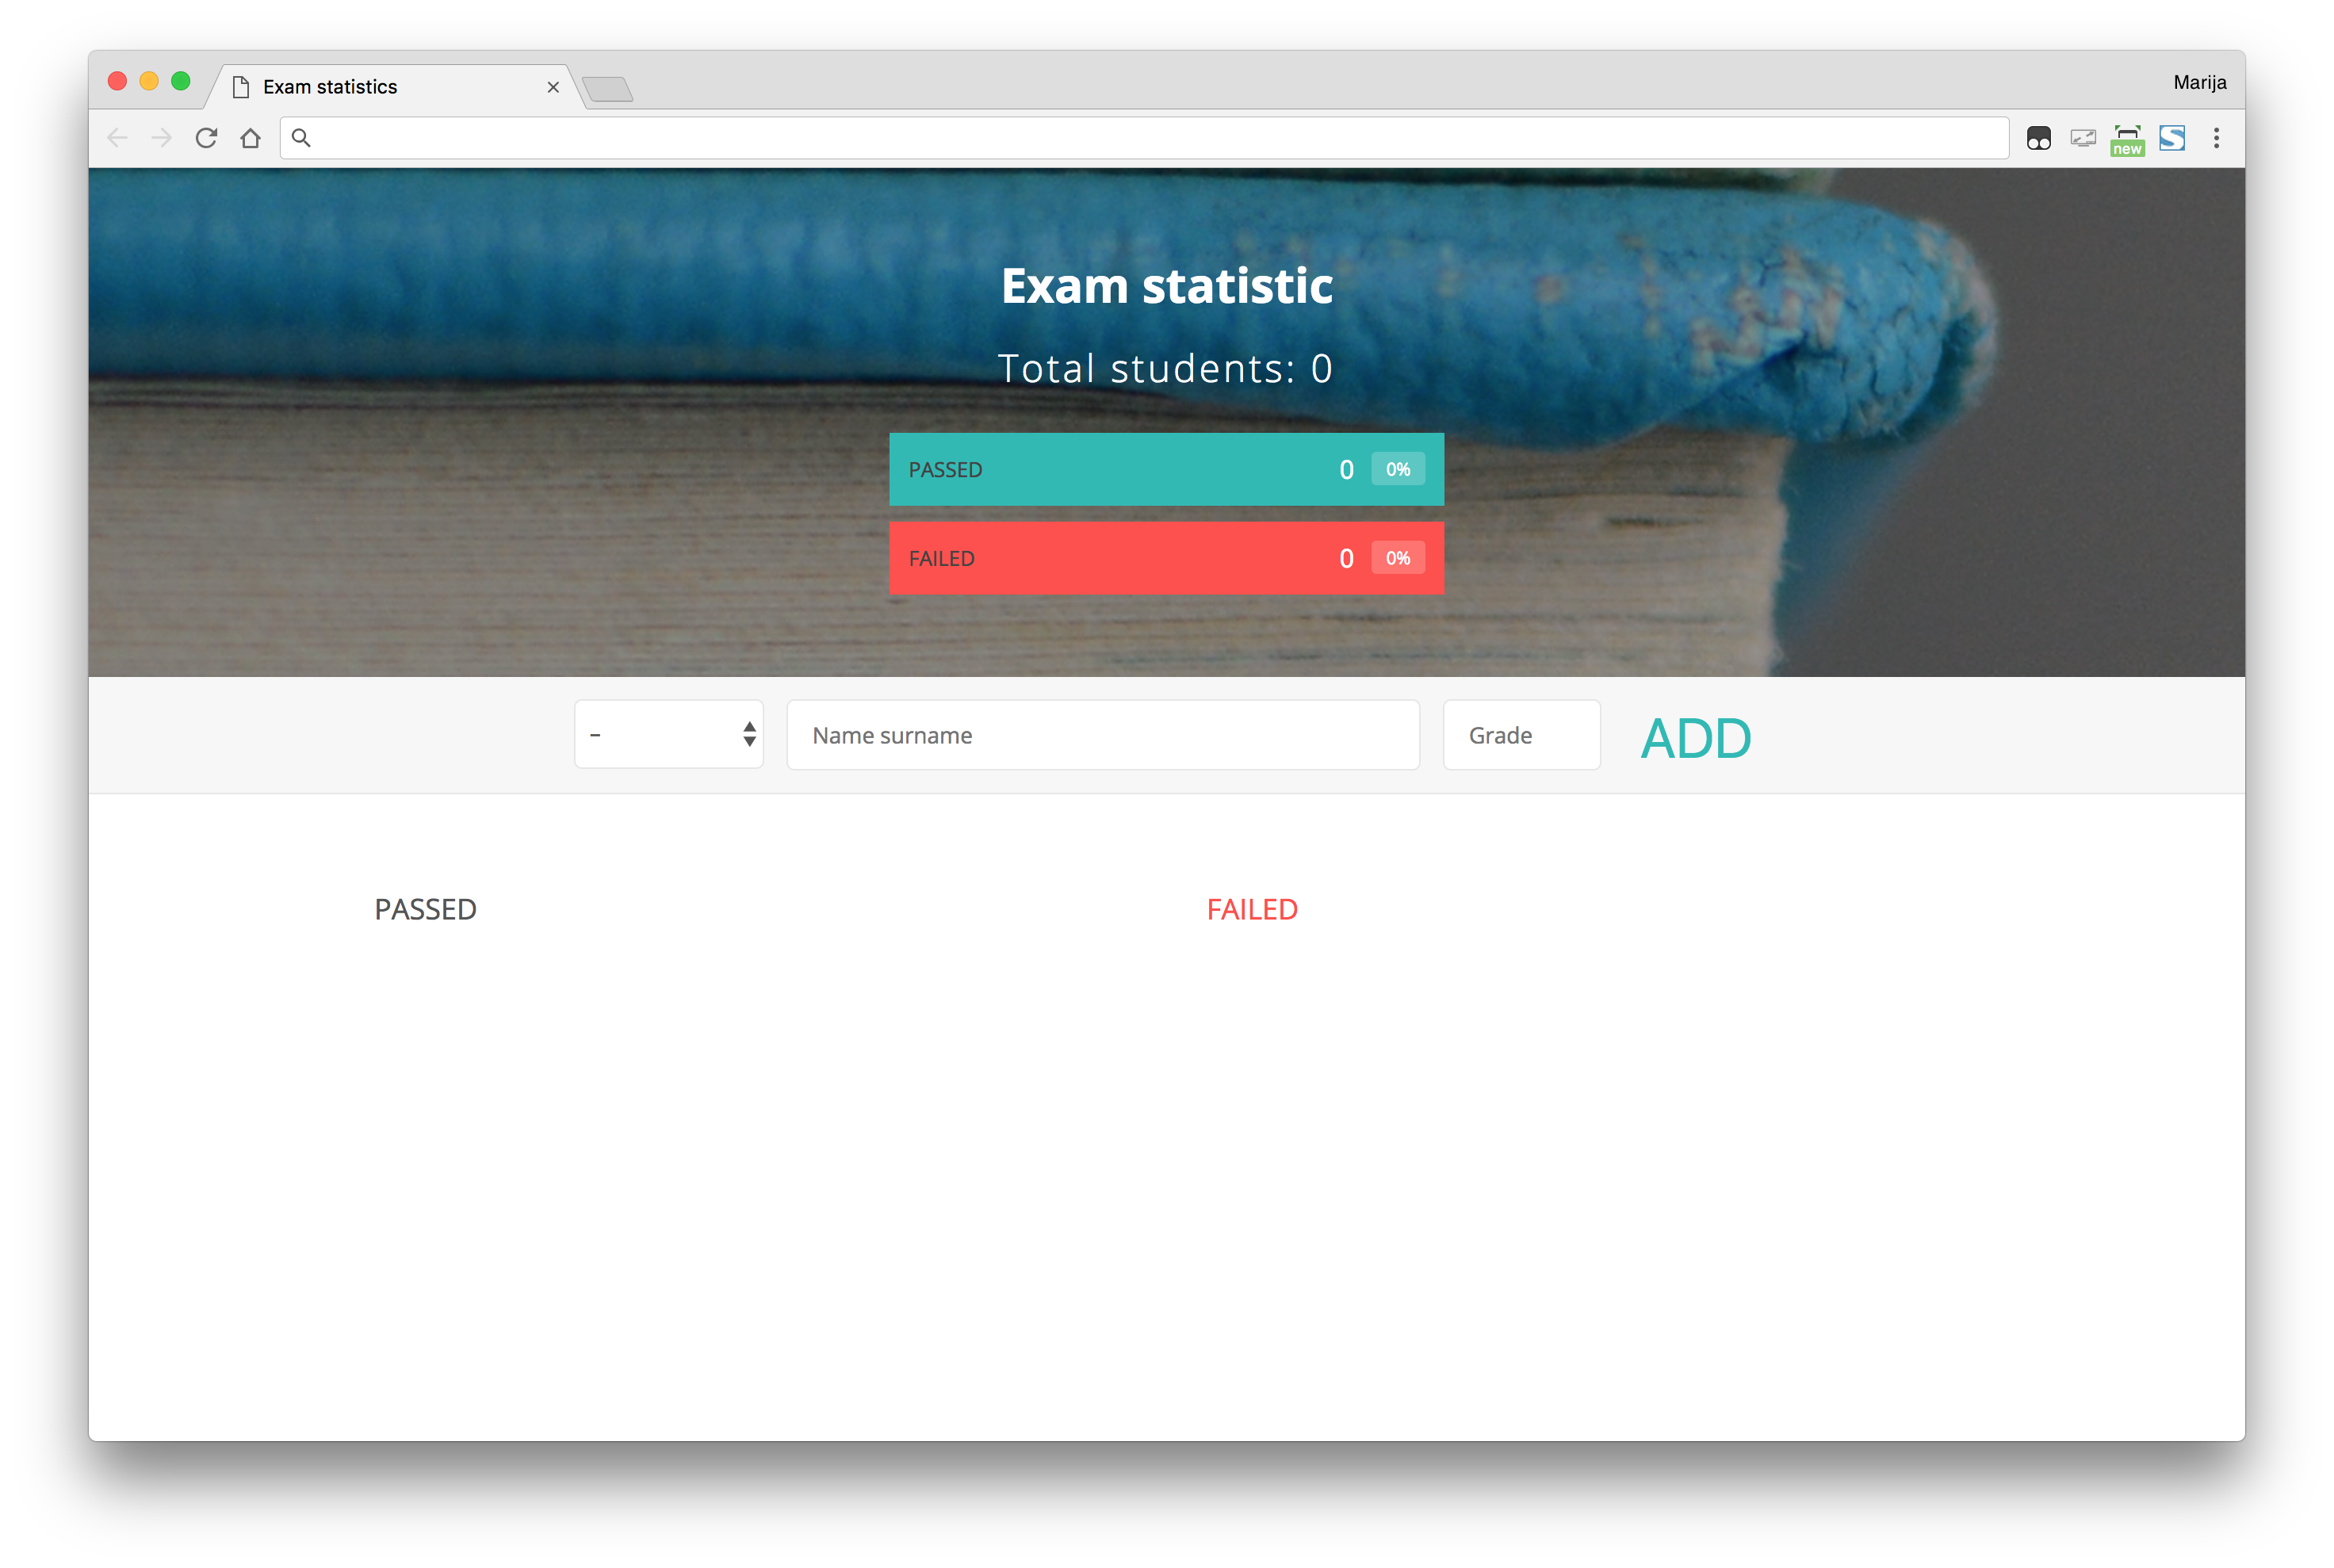 Exam statistics
Marija
new
Exam statistic
Total students: 0
PASSED 0 0%
FAILED 0 0%
– Name surname Grade ADD
PASSED FAILED